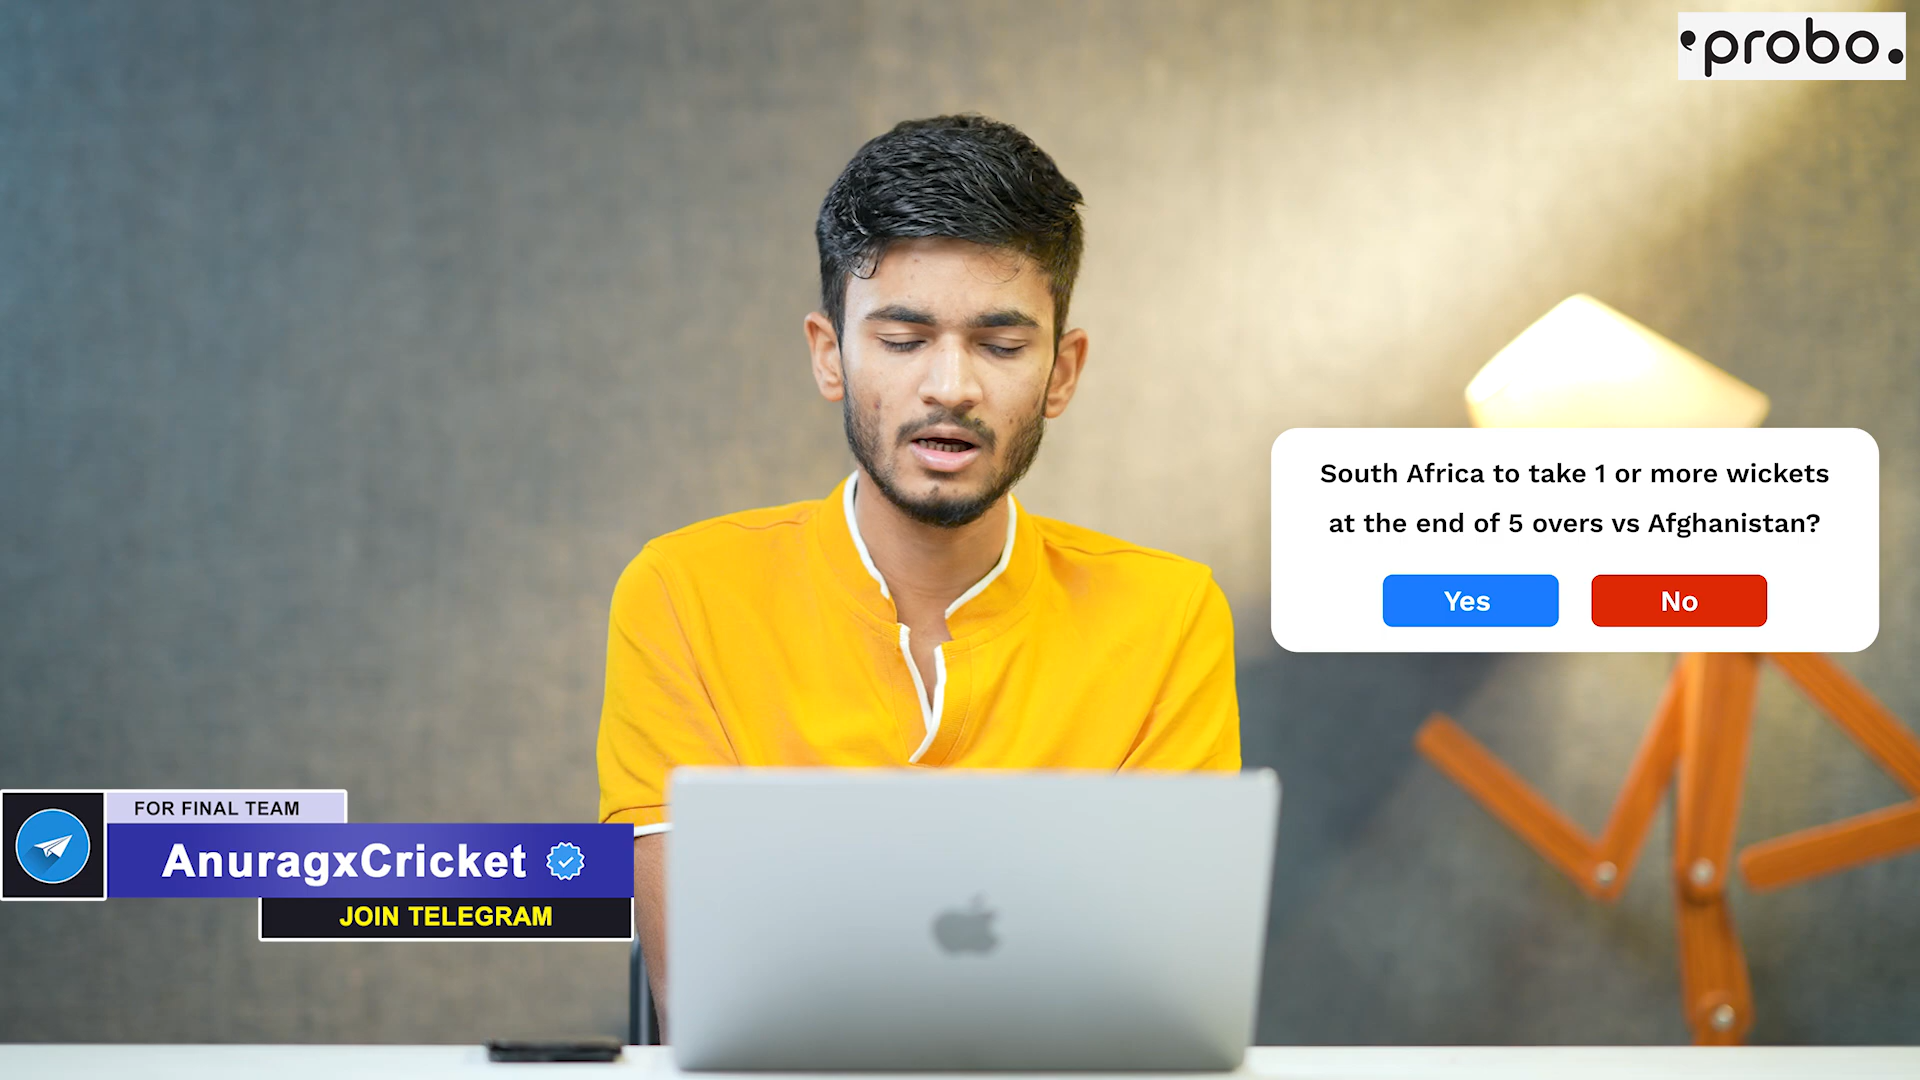 probo.
South Africa to take 1 or more wickets
at the end of 5 overs vs Afghanistan?
Yes
No
FOR FINAL TEAM
AnuragxCricket
JOIN TELEGRAM